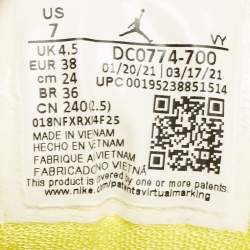 US
7
VY
UK 4.5
EUR 38
cm 24
BR 36
CN 240(2.5)
DC0774-700
01/20/21 03/17/21
UPC 00195238851514
018NFXRX4F25
MADE IN VIETNAM
HECHO EN VIETNAM
FABRIQUE AU VIETNAM
FABRICADO NO VIETNÃ
This product is covered by one or more patents
www.nike.com/patentsvirtualmarking